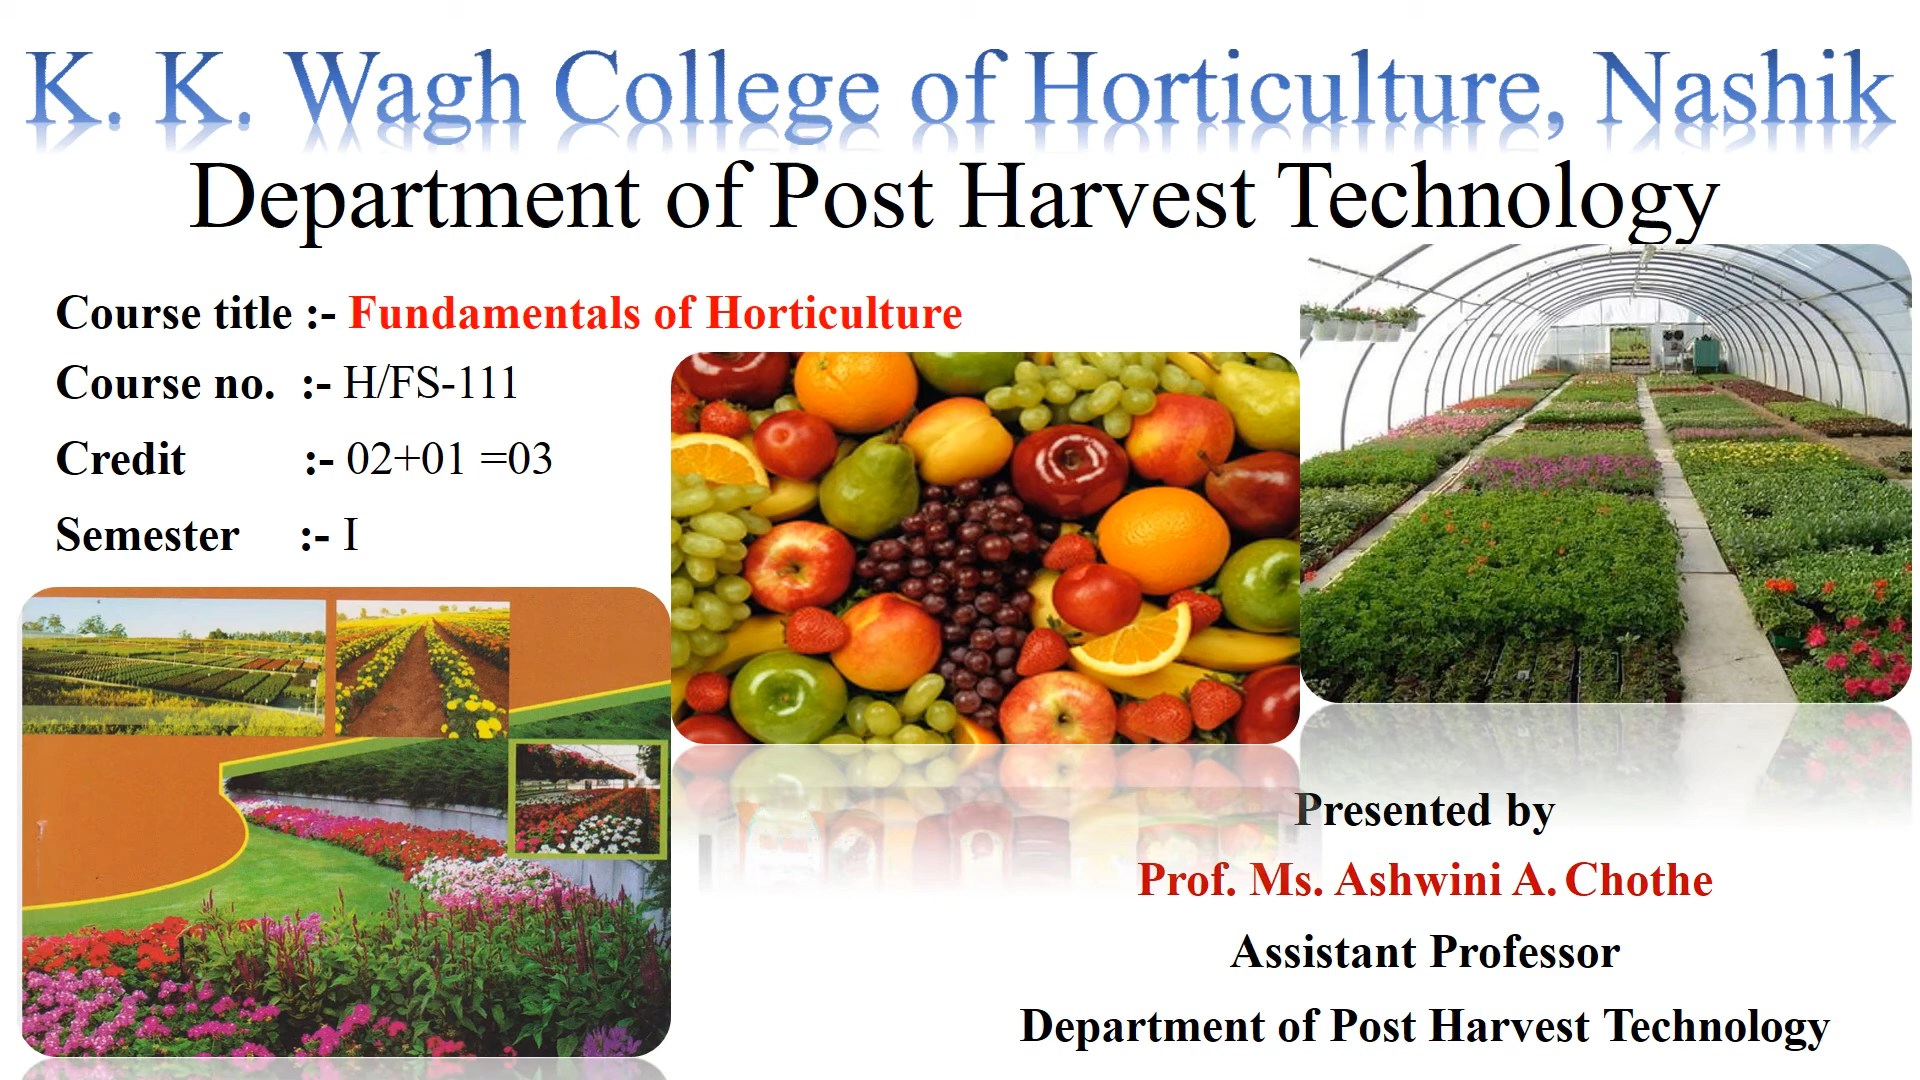 K. K. Wagh College of Horticulture, Nashik
Department of Post Harvest Technology
Course title :- Fundamentals of Horticulture
Course no. :- H/FS-111
Credit :- 02+01 =03
Semester :- I
Presented by
Prof. Ms. Ashwini A. Chothe
Assistant Professor
Department of Post Harvest Technology